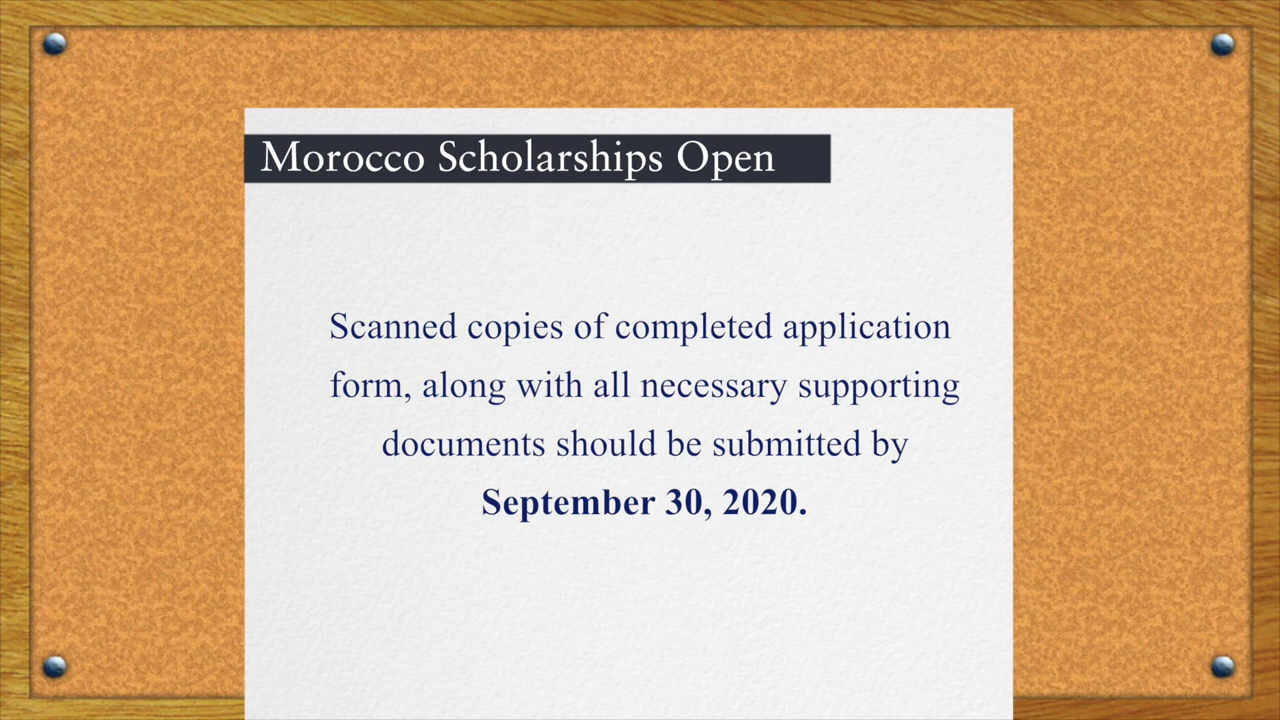 Morocco Scholarships Open
Scanned copies of completed application
form, along with all necessary supporting
documents should be submitted by
September 30, 2020.